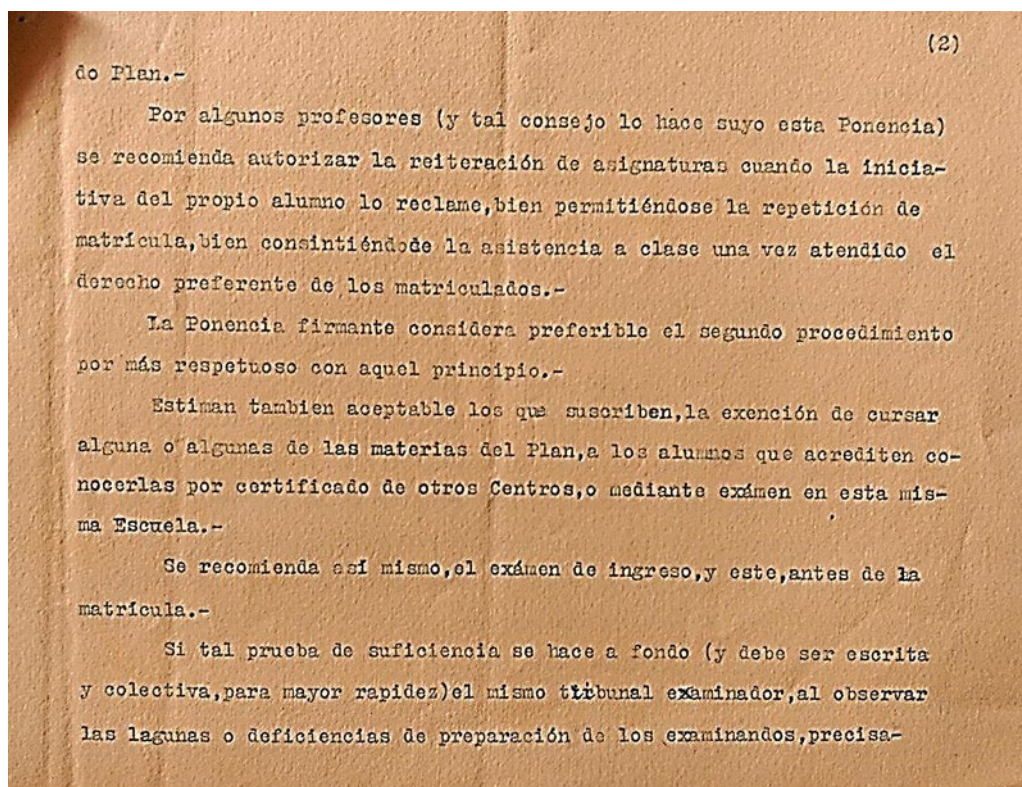 (2)
do Plan.-
Por algunos profesores (y tal consejo lo hace suyo esta Ponencia)
se recomienda autorizar la reiteración de asignaturas cuando la inicia-
tiva del propio alumno lo reclame,bien permitiéndose la repetición de
matrícula,bien consintiéndode la asistencia a clase una vez atendido el
derecho preferente de los matriculados.-
La Ponencia firmante considera preferible el segundo procedimiento
por más respetuoso con aquel principio.-
Estiman tambien aceptable los que suscriben,la exención de cursar
alguna o algunas de las materias del Plan,a los alumnos que acrediten co-
nocerlas por certificado de otros Centros,o mediante exámen en esta mis-
ma Escuela.-
Se recomienda así mismo,el exámen de ingreso,y este,antes de la
matrícula.-
Si tal prueba de suficiencia se hace a fondo (y debe ser escrita
y colectiva,para mayor rapidez)el mismo tribunal examinador,al observar
las lagunas o deficiencias de preparación de los examinandos,precisa-